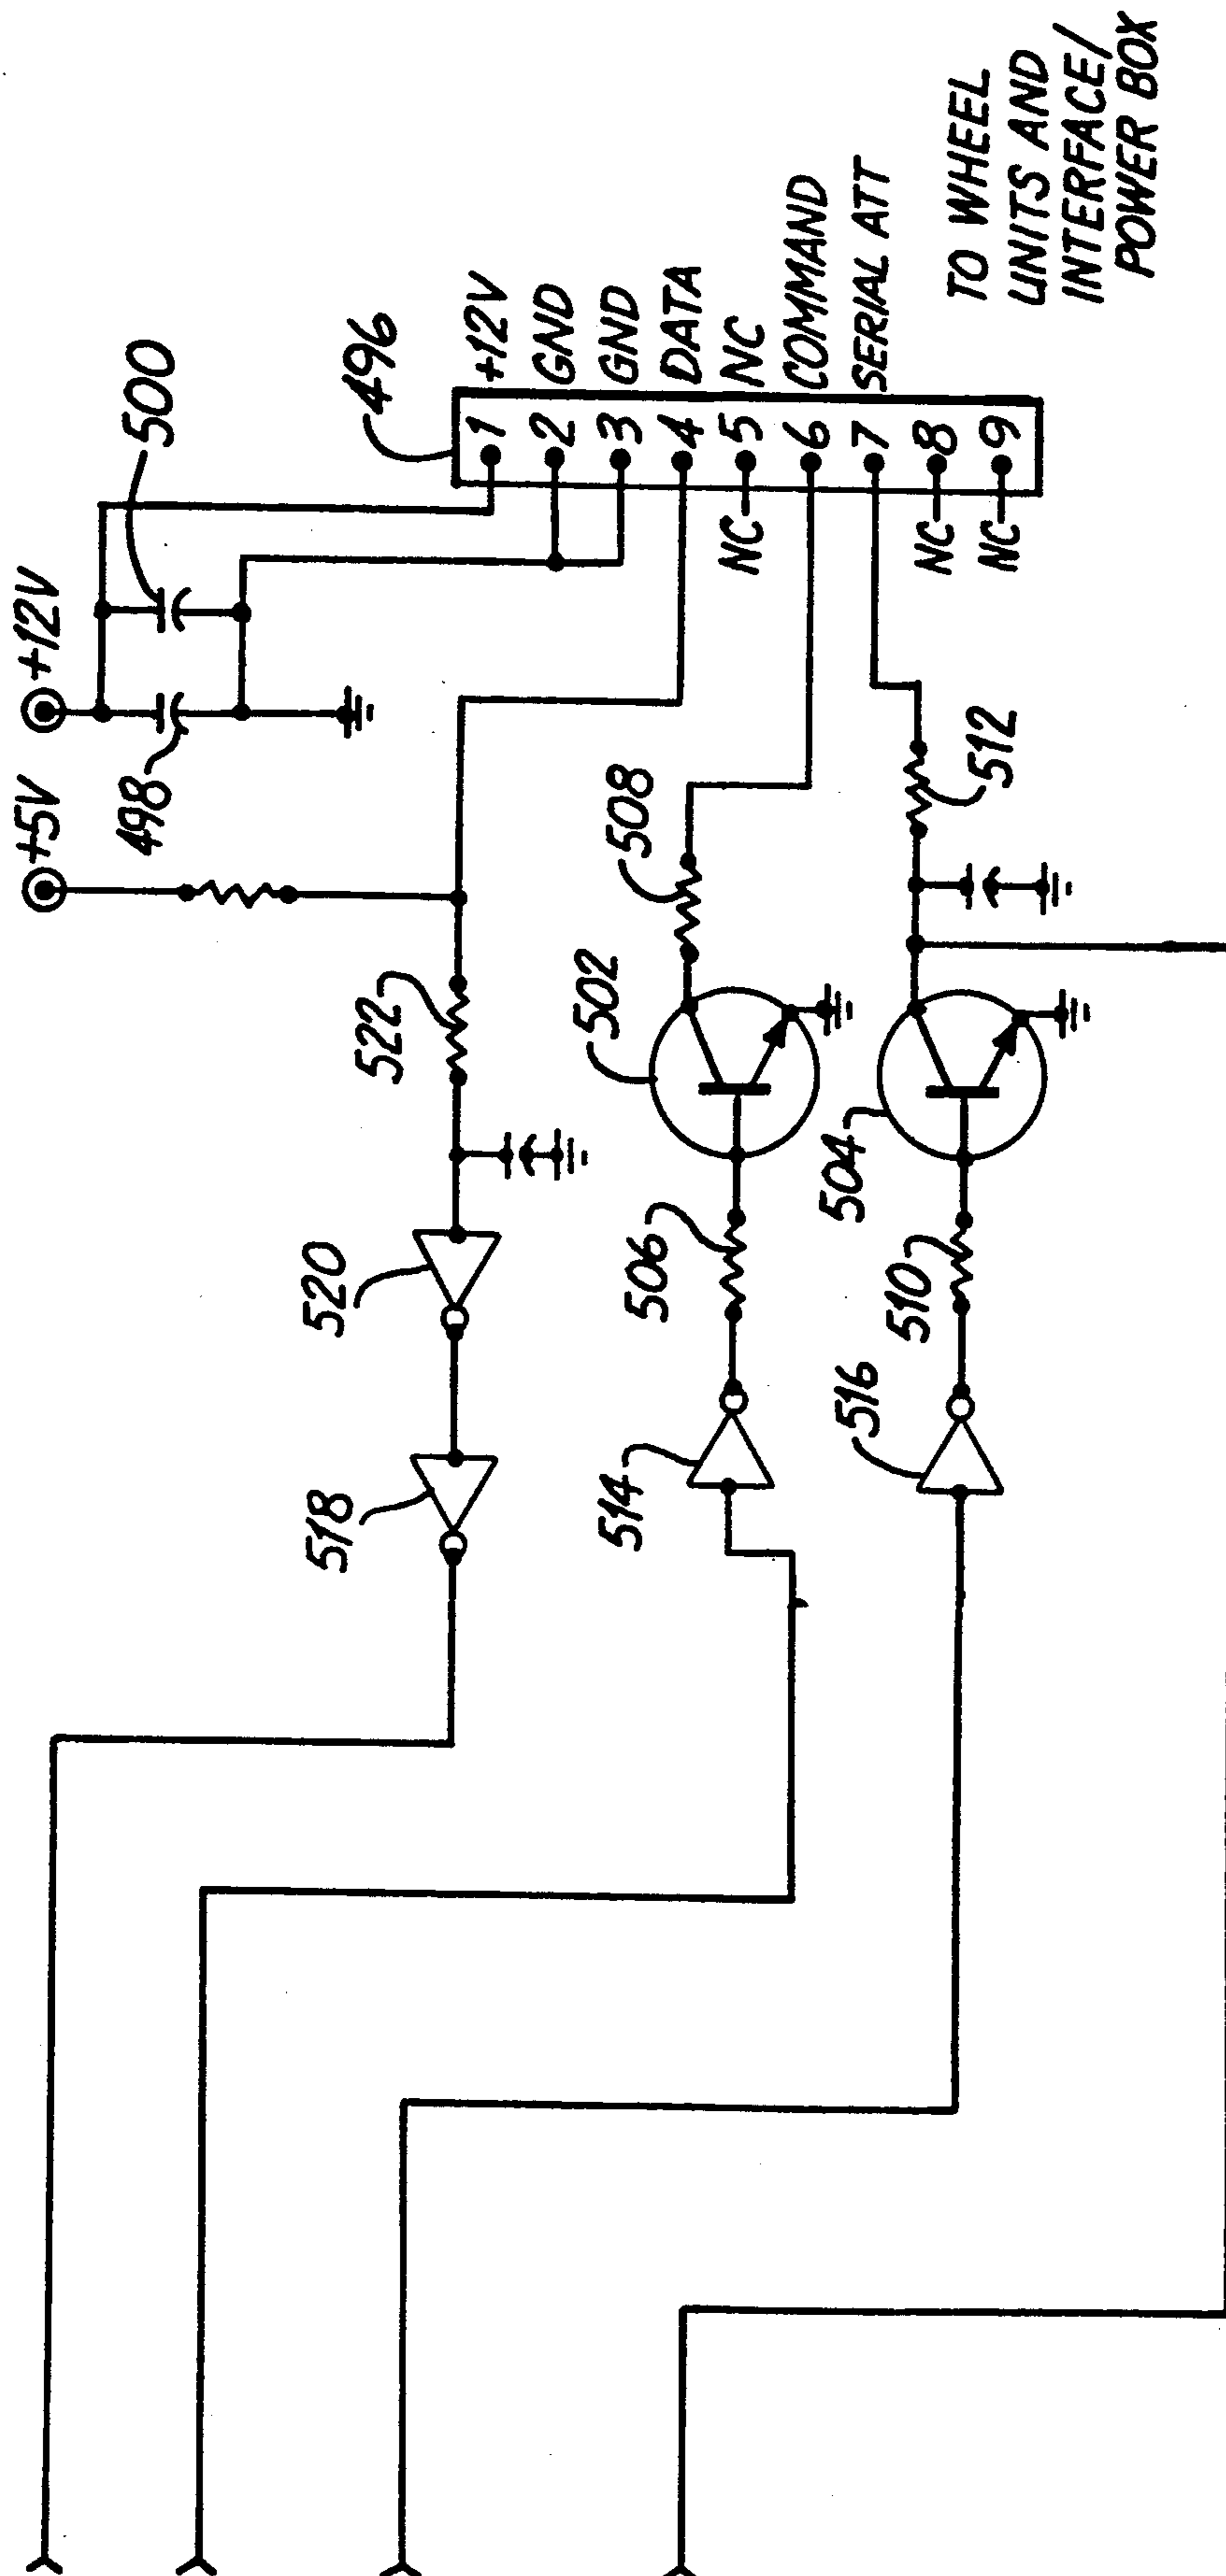 +5V
+12V
498
500
496
1 +12V
2 GND
3 GND
4 DATA
NC 5 NC
6 COMMAND
7 SERIAL ATT
NC 8
NC 9
TO WHEEL
UNITS AND
INTERFACE/
POWER BOX
518
520
522
514
506
502
508
516
510
504
512